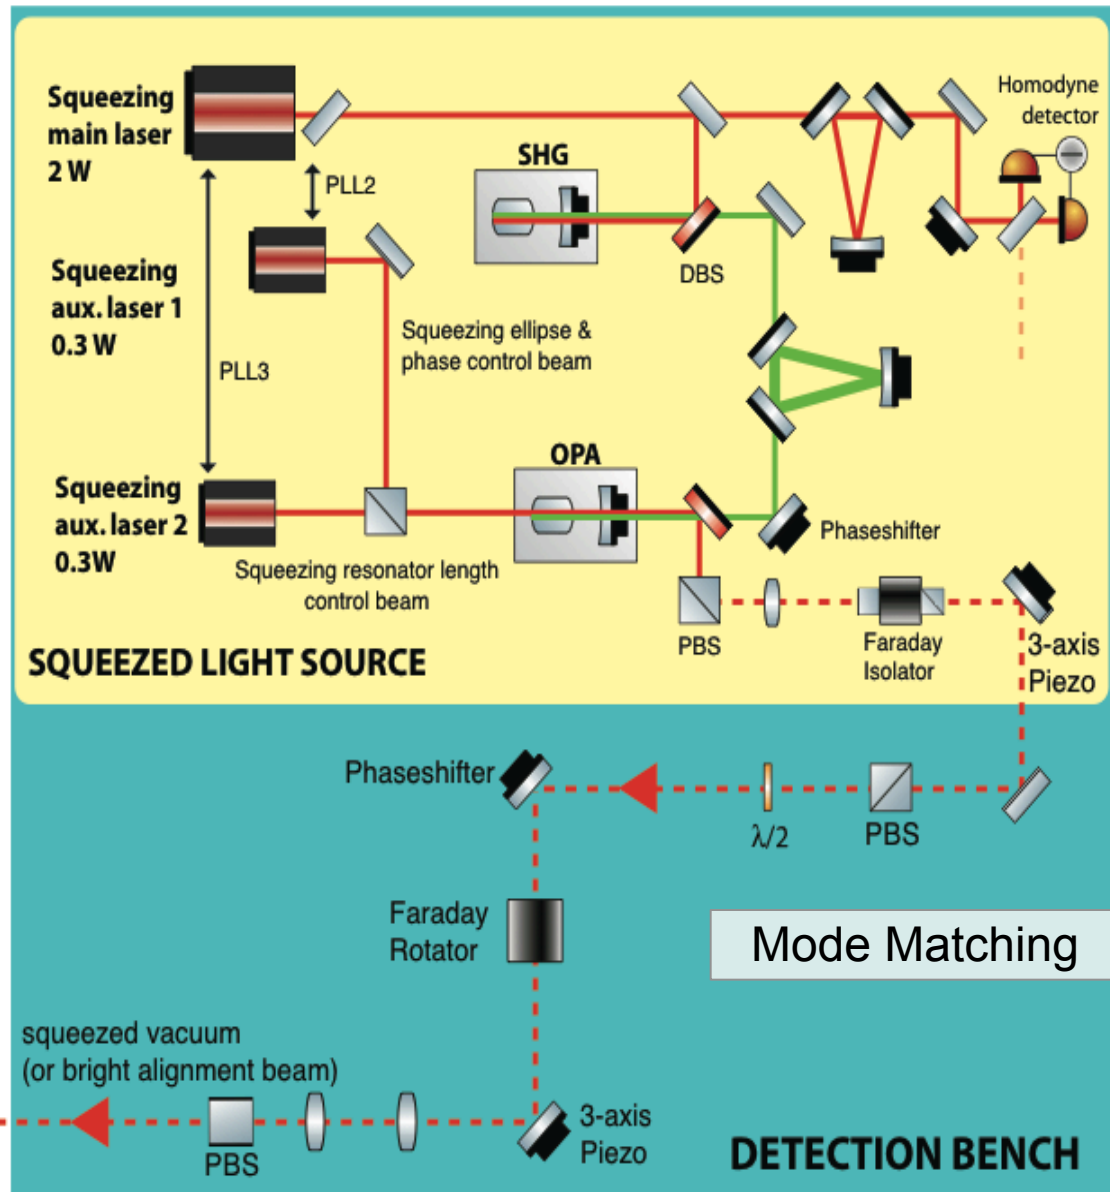 Squeezing
main laser
2 W
Homodyne
detector
SHG
PLL2
DBS
Squeezing
aux. laser 1
0.3 W
Squeezing ellipse &
phase control beam
PLL3
OPA
Squeezing
aux. laser 2
0.3W
Phaseshifter
Squeezing resonator length
control beam
PBS
Faraday
Isolator
3-axis
Piezo
SQUEEZED LIGHT SOURCE
Phaseshifter
λ/2
PBS
Faraday
Rotator
Mode Matching
squeezed vacuum
(or bright alignment beam)
PBS
3-axis
Piezo
DETECTION BENCH